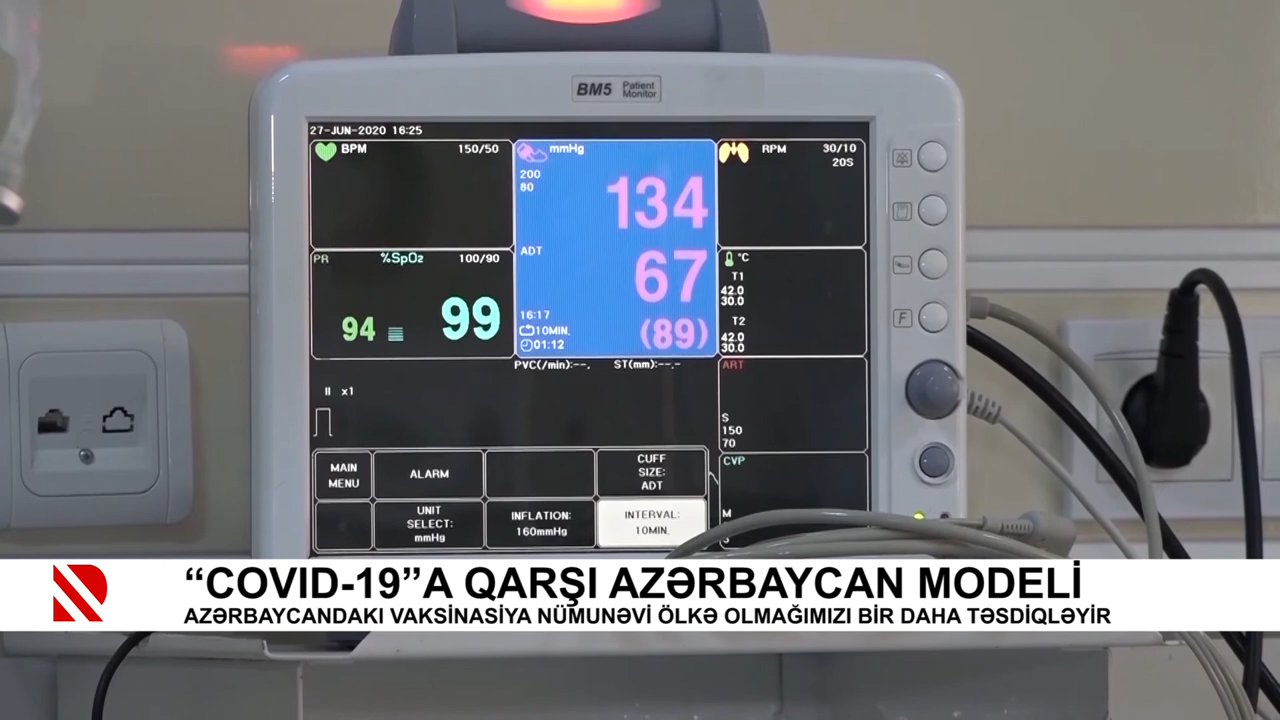 BM5 Patient Monitor
27-JUN-2020 16:25
BPM 150/50
mmHg
200
80
134
RPM 30/10
20S
ADT
67
PR %SpO₂ 100/90
94 99
16:17
10MIN.
01:12
(89)
°C
T1
42.0
30.0
T2
42.0
30.0
PVC(/min):--. ST(mm):--.-
ART
S
150
70
II x1
CVP
M
MAIN MENU
ALARM
CUFF SIZE: ADT
UNIT SELECT: mmHg
INFLATION: 160mmHg
INTERVAL: 10MIN.
F
“COVID-19”A QARŞI AZƏRBAYCAN MODELİ
AZƏRBAYCANDAKI VAKSİNASİYA NÜMUNƏVİ ÖLKƏ OLMAĞIMIZI BİR DAHA TƏSDİQLƏYİR